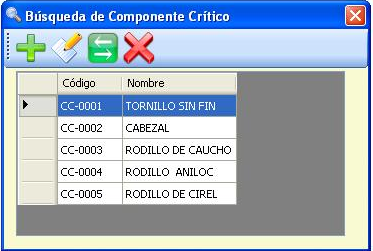 Búsqueda de Componente Crítico
Código Nombre
CC-0001 TORNILLO SIN FIN
CC-0002 CABEZAL
CC-0003 RODILLO DE CAUCHO
CC-0004 RODILLO ANILOC
CC-0005 RODILLO DE CIREL